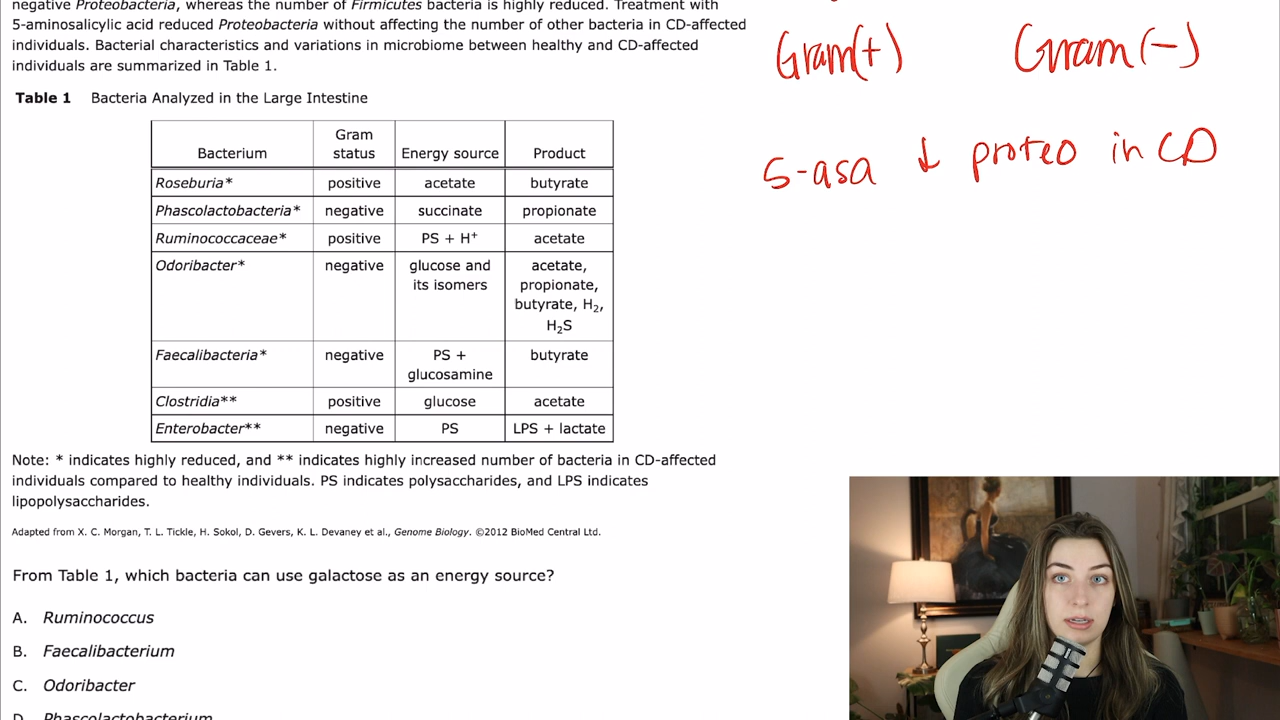 negative Proteobacteria, whereas the number of Firmicutes bacteria is highly reduced. Treatment with
5-aminosalicylic acid reduced Proteobacteria without affecting the number of other bacteria in CD-affected
individuals. Bacterial characteristics and variations in microbiome between healthy and CD-affected
individuals are summarized in Table 1.
Gram(+) Gram(-)
5-asa ↓ proteo in CD
Table 1 Bacteria Analyzed in the Large Intestine
Bacterium Gram status Energy source Product
Roseburia* positive acetate butyrate
Phascolactobacteria* negative succinate propionate
Ruminococcaceae* positive PS + H⁺ acetate
Odoribacter* negative glucose and its isomers acetate, propionate, butyrate, H₂, H₂S
Faecalibacteria* negative PS + glucosamine butyrate
Clostridia** positive glucose acetate
Enterobacter** negative PS LPS + lactate
Note: * indicates highly reduced, and ** indicates highly increased number of bacteria in CD-affected
individuals compared to healthy individuals. PS indicates polysaccharides, and LPS indicates
lipopolysaccharides.
Adapted from X. C. Morgan, T. L. Tickle, H. Sokol, D. Gevers, K. L. Devaney et al., Genome Biology. ©2012 BioMed Central Ltd.
From Table 1, which bacteria can use galactose as an energy source?
A. Ruminococcus
B. Faecalibacterium
C. Odoribacter
D. Phascolactobacterium